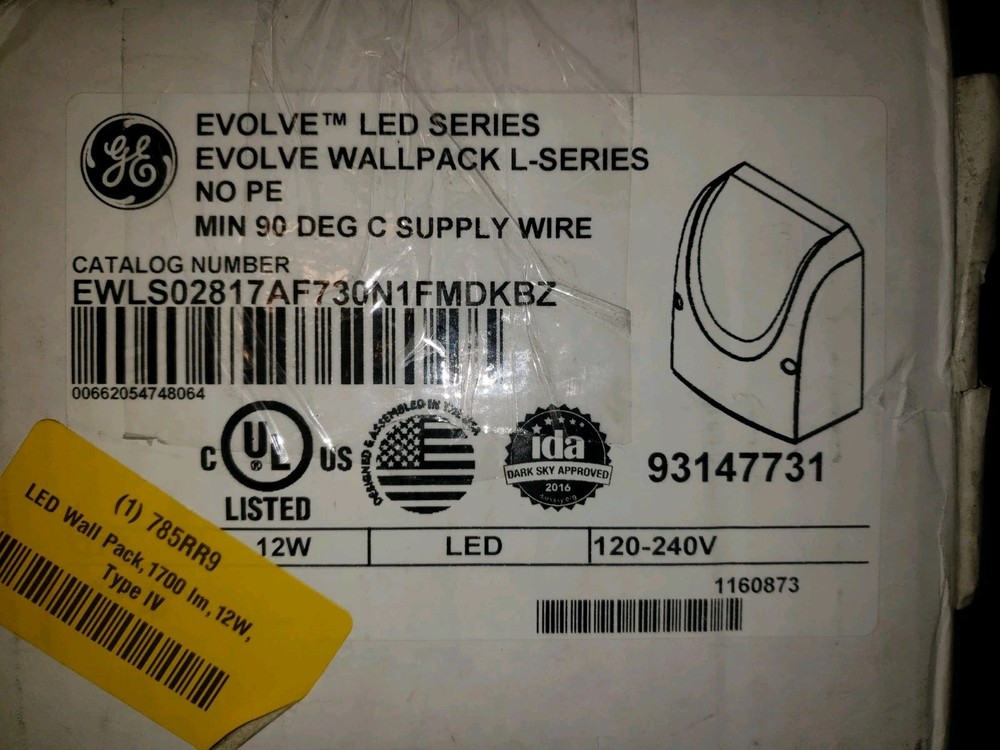 GE
EVOLVE™ LED SERIES
EVOLVE WALLPACK L-SERIES
NO PE
MIN 90 DEG C SUPPLY WIRE
CATALOG NUMBER
EWLS02817AF730N1FMDKBZ
00662054748064
C UL ® US
LISTED
DESIGNED & ASSEMBLED IN THE USA
ida
DARK SKY APPROVED
2016
93147731
12W LED 120-240V
1160873
(1) 785RR9
LED Wall Pack, 1700 lm, 12W,
Type IV